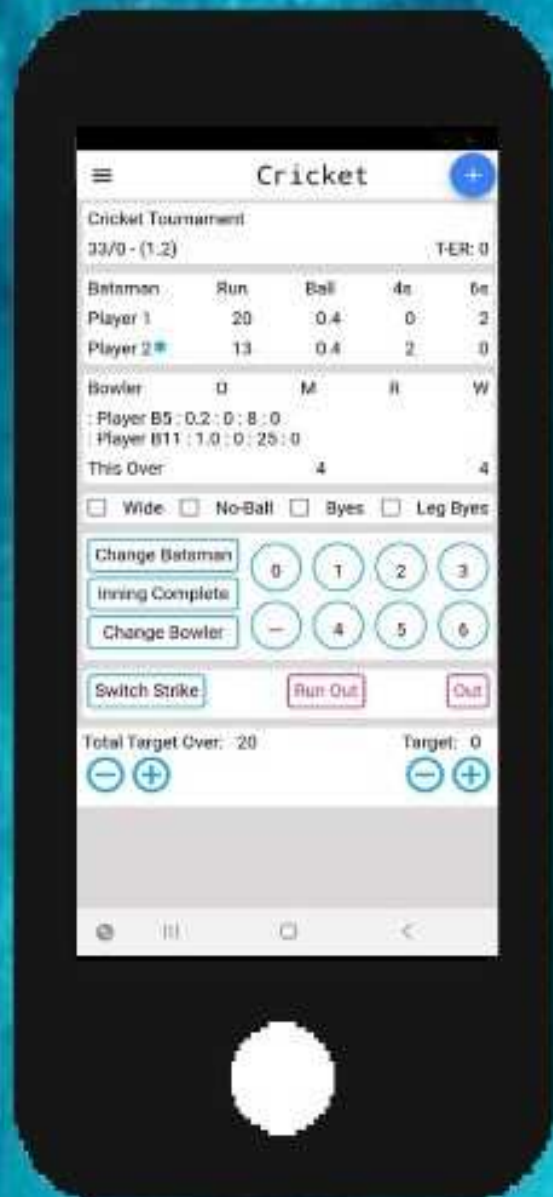 Cricket
Cricket Tournament
33/0 - (1.2) T-ER: 0
Batsman Run Ball 4s 6s
Player 1 20 0.4 0 2
Player 2 13 0.4 2 0
Bowler O M R W
: Player B5 : 0.2 : 0 : 8 : 0
: Player B11 : 1.0 : 0 : 25 : 0
This Over 4 4
Wide No-Ball Byes Leg Byes
Change Batsman 0 1 2 3
Inning Complete
Change Bowler — 4 5 6
Switch Strike Run Out Out
Total Target Over: 20 Target: 0